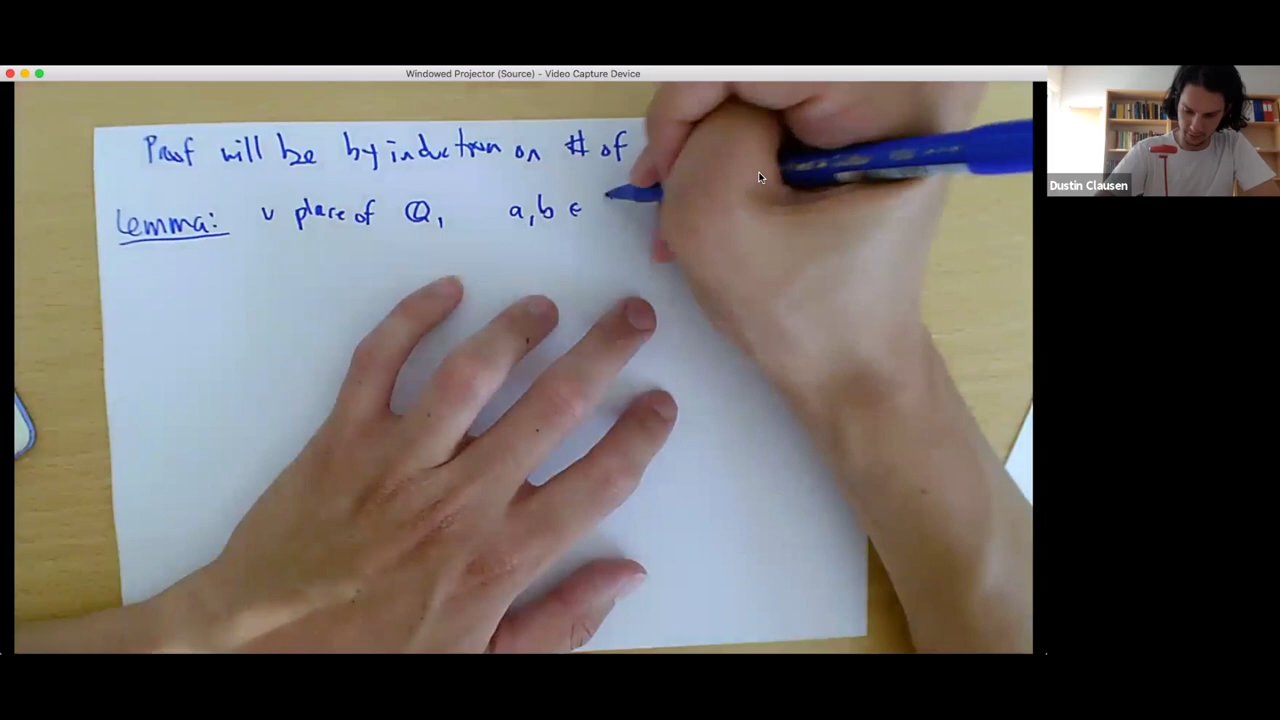 Windowed Projector (Source) - Video Capture Device
Proof will be by induction on # of
Lemma: v place of ℚ, a,b ∈
Dustin Clausen